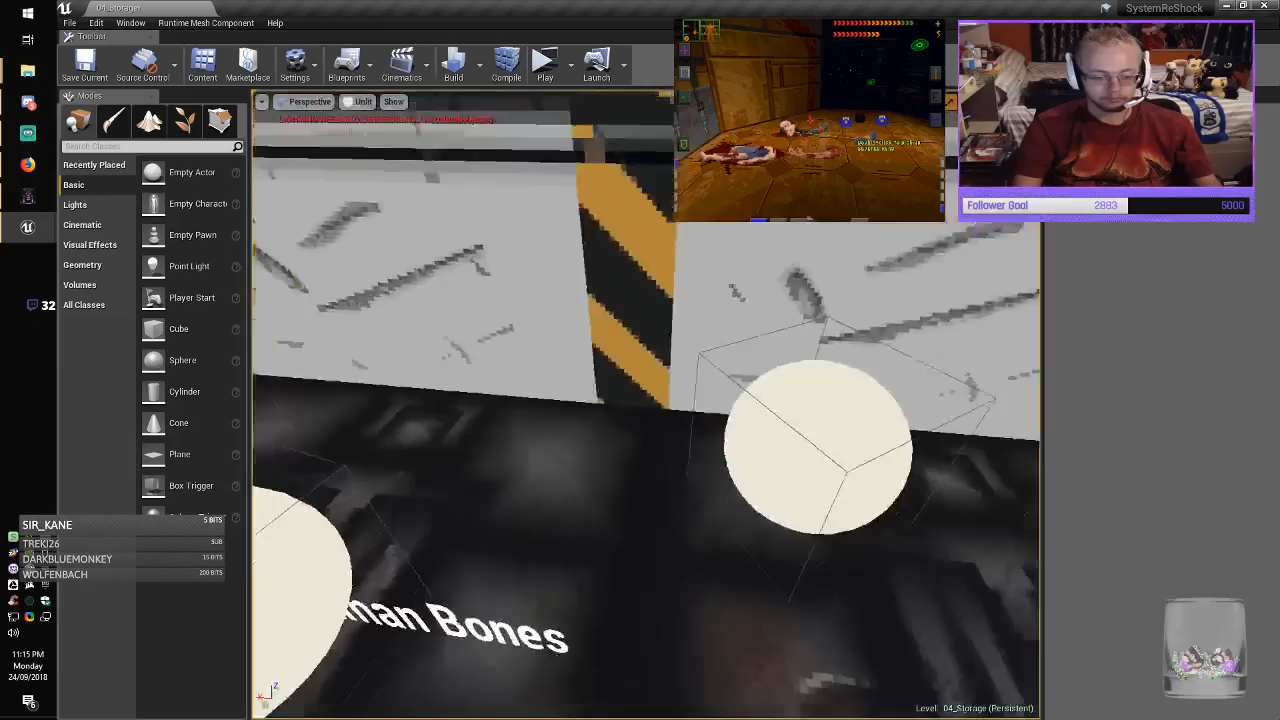 04_Storage*
SystemReShock
File Edit Window Runtime Mesh Component Help
Toolbar
Save Current Source Control Content Marketplace Settings Blueprints Cinematics Build Compile Play Launch
Modes
Perspective Unlit Show
Search Classes
Recently Placed
Basic
Lights
Cinematic
Visual Effects
Geometry
Volumes
All Classes
Empty Actor
Empty Charact
Empty Pawn
Point Light
Player Start
Cube
Sphere
Cylinder
Cone
Plane
Box Trigger
Follower Goal 2883 5000
32
SIR_KANE 5 BITS
TREKI26 SUB
DARKBLUEMONKEY 15 BITS
WOLFENBACH 200 BITS
man Bones
11:15 PM
Monday
24/09/2018
Z
Level: 04_Storage (Persistent)